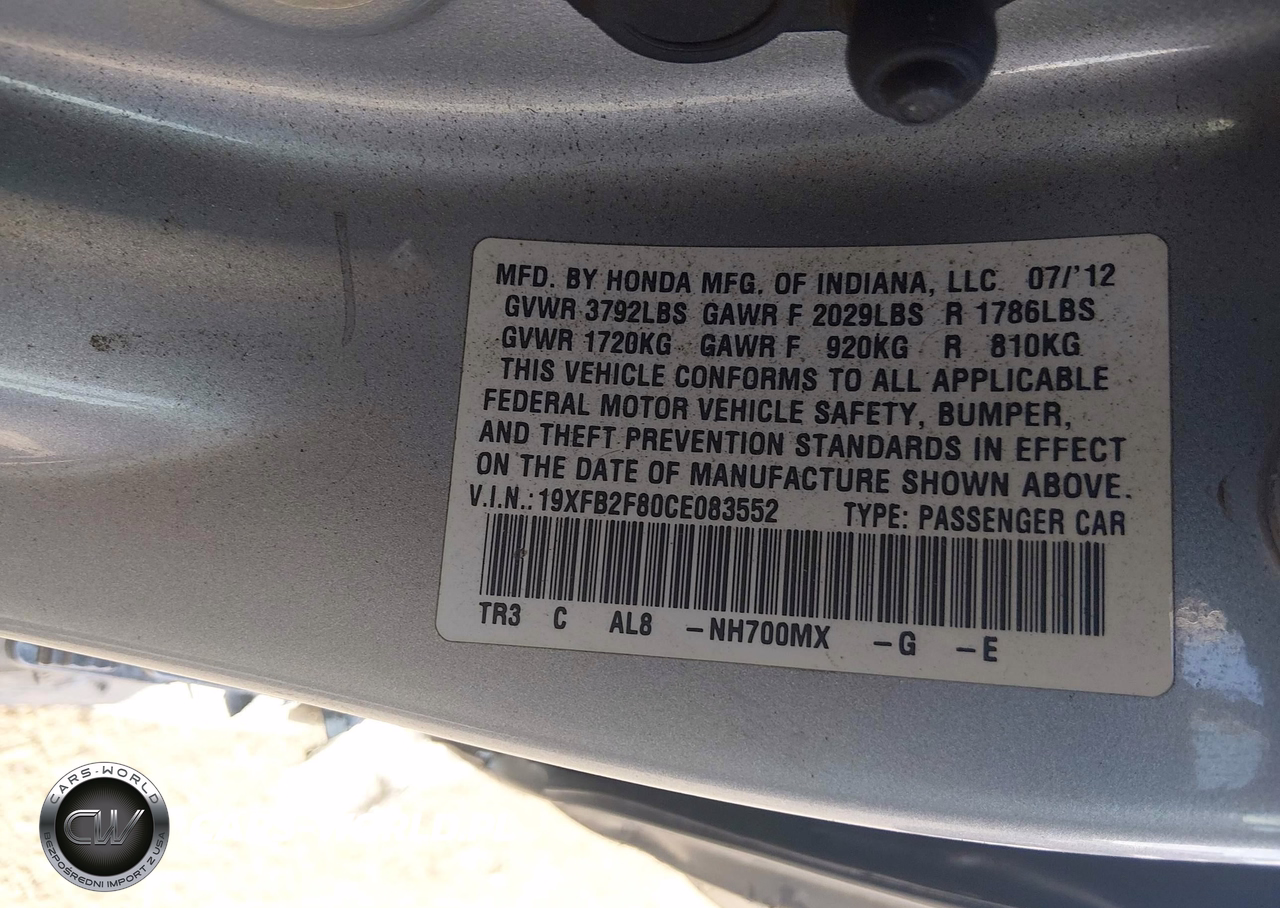 MFD. BY HONDA MFG. OF INDIANA, LLC 07/'12
GVWR 3792LBS GAWR F 2029LBS R 1786LBS
GVWR 1720KG GAWR F 920KG R 810KG
THIS VEHICLE CONFORMS TO ALL APPLICABLE
FEDERAL MOTOR VEHICLE SAFETY, BUMPER,
AND THEFT PREVENTION STANDARDS IN EFFECT
ON THE DATE OF MANUFACTURE SHOWN ABOVE.
V.I.N.: 19XFB2F80CE083552 TYPE: PASSENGER CAR
TR3 C AL8 -NH700MX -G -E
CARS-WORLD
CW
BEZPOŚREDNI IMPORT Z USA